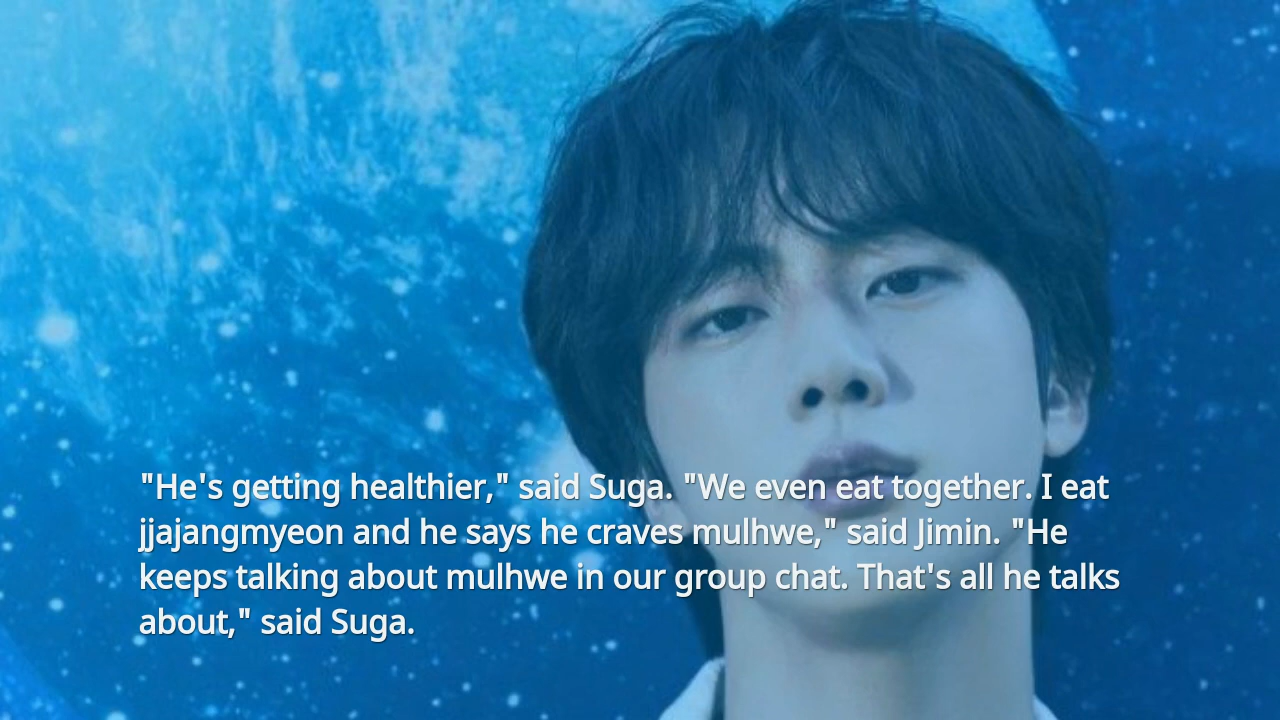 "He's getting healthier," said Suga. "We even eat together. I eat
jjajangmyeon and he says he craves mulhwe," said Jimin. "He
keeps talking about mulhwe in our group chat. That's all he talks
about," said Suga.